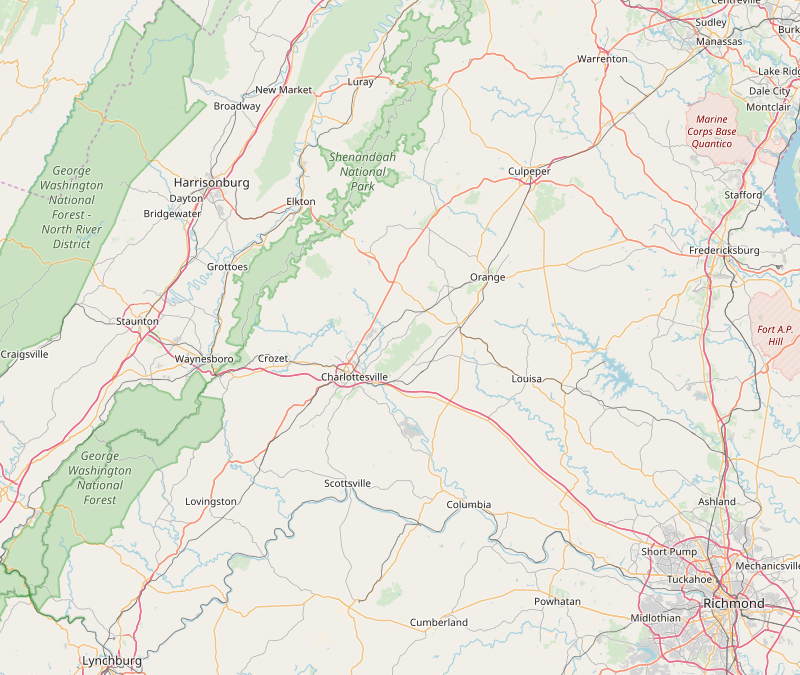 Centreville
Sudley
Manassas
Warrenton
Lake Rid
Dale City
Montclair
Luray
New Market
Broadway
Marine
Corps Base
Quantico
Shenandoah
National
Park
Culpeper
George
Washington
National
Forest -
North River
District
Harrisonburg
Dayton
Bridgewater
Elkton
Stafford
Fredericksburg
Grottoes
Orange
Staunton
Fort A.P.
Hill
Craigsville
Waynesboro
Crozet
Charlottesville
Louisa
George
Washington
National
Forest
Scottsville
Lovingston
Columbia
Ashland
Short Pump
Mechanicsville
Tuckahoe
Powhatan
Richmond
Midlothian
Cumberland
Lynchburg